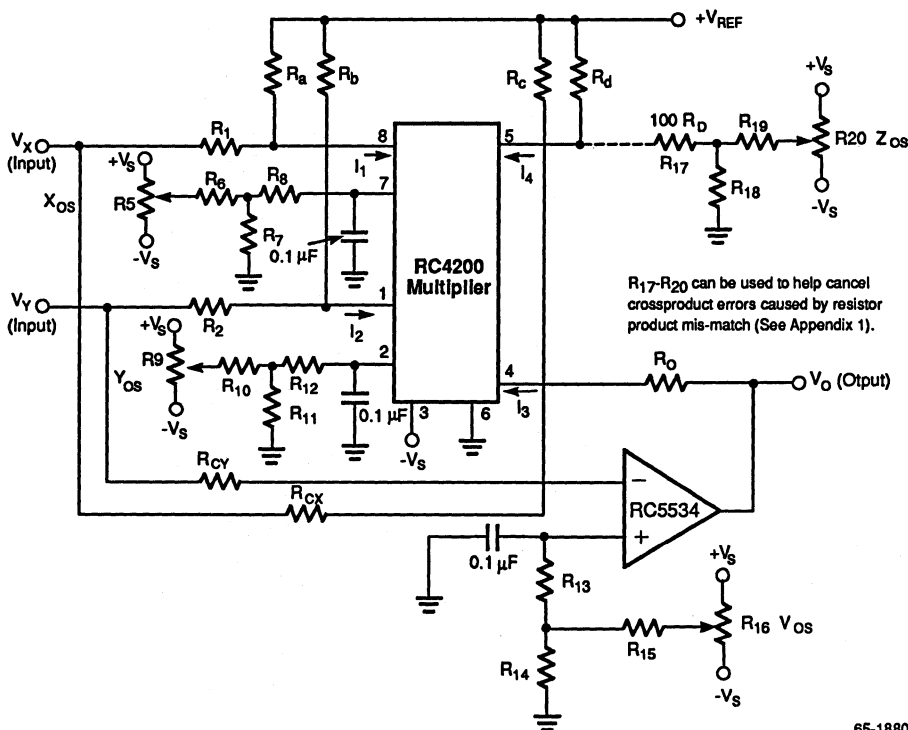 +VREF
Ra
Rb
Rc
Rd
+VS
VX
(Input)
R1
8
I1
5
I4
100 RD
R17
R19
R20 ZOS
R18
-VS
+VS
XOS
R5
R6
R8
7
R7
0.1 µF
-VS
RC4200
Multiplier
R17-R20 can be used to help cancel
crossproduct errors caused by resistor
product mis-match (See Appendix 1).
VY
(Input)
R2
1
I2
+VS
R9
YOS
R10
R12
2
R11
0.1 µF
-VS
3
-VS
6
4
I3
RO
VO (Otput)
RCY
RCX
−
RC5534
+
0.1 µF
R13
+VS
R16 VOS
R15
R14
-VS
65-1880